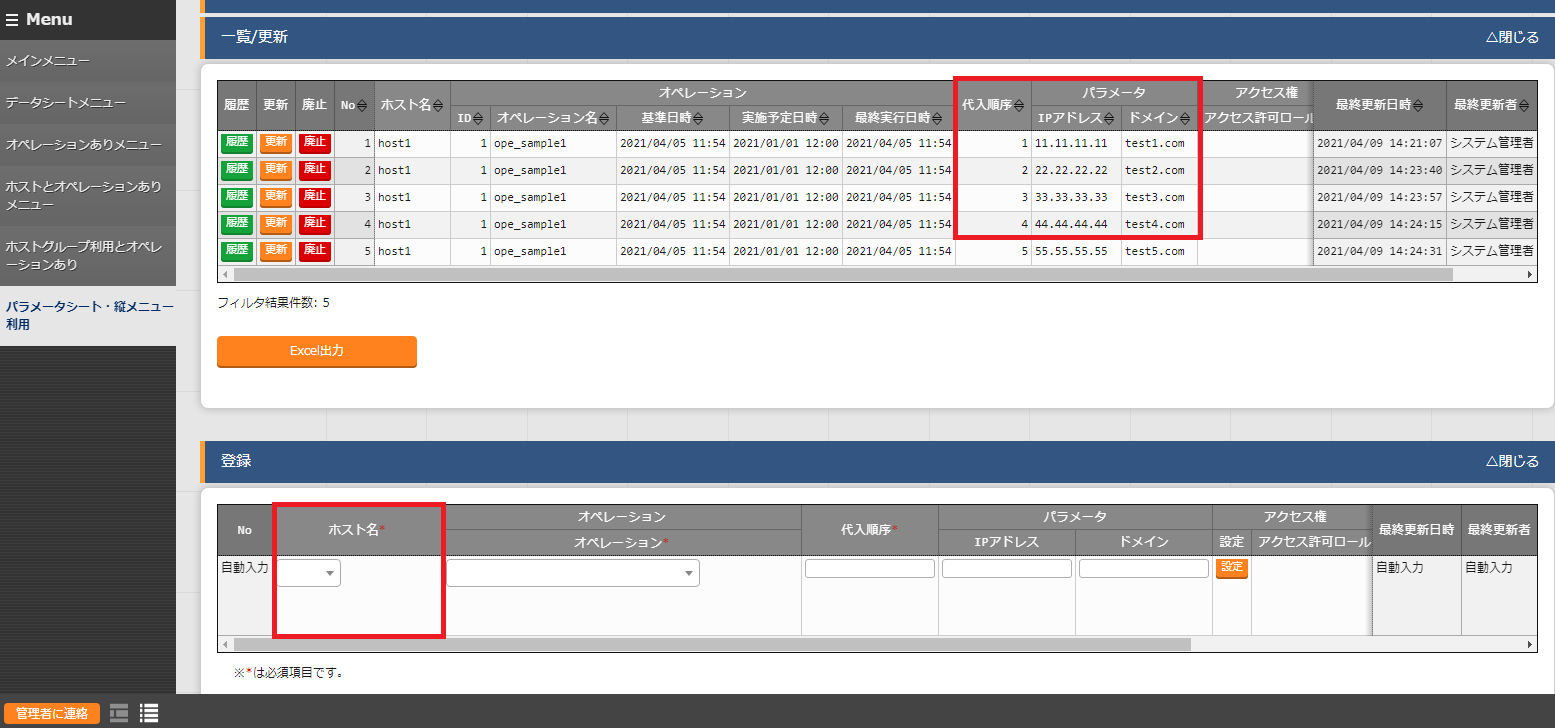 ☰ Menu
メインメニュー
データシートメニュー
オペレーションありメニュー
ホストとオペレーションあり
メニュー
ホストグループ利用とオペレ
ーションあり
パラメータシート・縦メニュー
利用
管理者に連絡
一覧/更新 △閉じる
履歴 更新 廃止 No ホスト名 オペレーション 代入順序 パラメータ アクセス権 最終更新日時 最終更新者
ID オペレーション名 基準日時 実施予定日時 最終実行日時 IPアドレス ドメイン アクセス許可ロール
履歴 更新 廃止 1 host1 1 ope_sample1 2021/04/05 11:54 2021/01/01 12:00 2021/04/05 11:54 1 11.11.11.11 test1.com 2021/04/09 14:21:07 システム管理者
履歴 更新 廃止 2 host1 1 ope_sample1 2021/04/05 11:54 2021/01/01 12:00 2021/04/05 11:54 2 22.22.22.22 test2.com 2021/04/09 14:23:40 システム管理者
履歴 更新 廃止 3 host1 1 ope_sample1 2021/04/05 11:54 2021/01/01 12:00 2021/04/05 11:54 3 33.33.33.33 test3.com 2021/04/09 14:23:57 システム管理者
履歴 更新 廃止 4 host1 1 ope_sample1 2021/04/05 11:54 2021/01/01 12:00 2021/04/05 11:54 4 44.44.44.44 test4.com 2021/04/09 14:24:15 システム管理者
履歴 更新 廃止 5 host1 1 ope_sample1 2021/04/05 11:54 2021/01/01 12:00 2021/04/05 11:54 5 55.55.55.55 test5.com 2021/04/09 14:24:31 システム管理者
フィルタ結果件数: 5
Excel出力
登録 △閉じる
No ホスト名* オペレーション 代入順序* パラメータ アクセス権 最終更新日時 最終更新者
オペレーション* IPアドレス ドメイン 設定 アクセス許可ロール
自動入力 設定 自動入力 自動入力
※*は必須項目です。